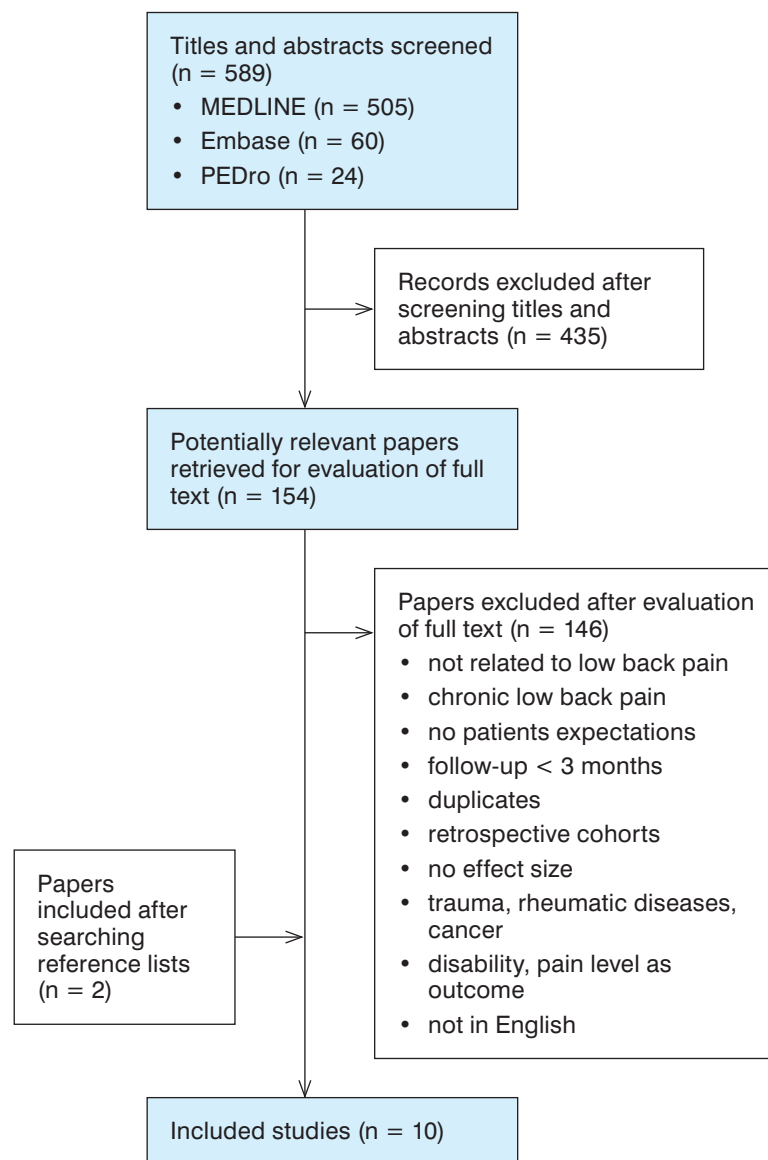 Titles and abstracts screened
(n = 589)
• MEDLINE (n = 505)
• Embase (n = 60)
• PEDro (n = 24)
Records excluded after
screening titles and
abstracts (n = 435)
Potentially relevant papers
retrieved for evaluation of full
text (n = 154)
Papers excluded after evaluation
of full text (n = 146)
• not related to low back pain
• chronic low back pain
• no patients expectations
• follow-up < 3 months
• duplicates
• retrospective cohorts
• no effect size
• trauma, rheumatic diseases,
cancer
• disability, pain level as
outcome
• not in English
Papers
included after
searching
reference lists
(n = 2)
Included studies (n = 10)